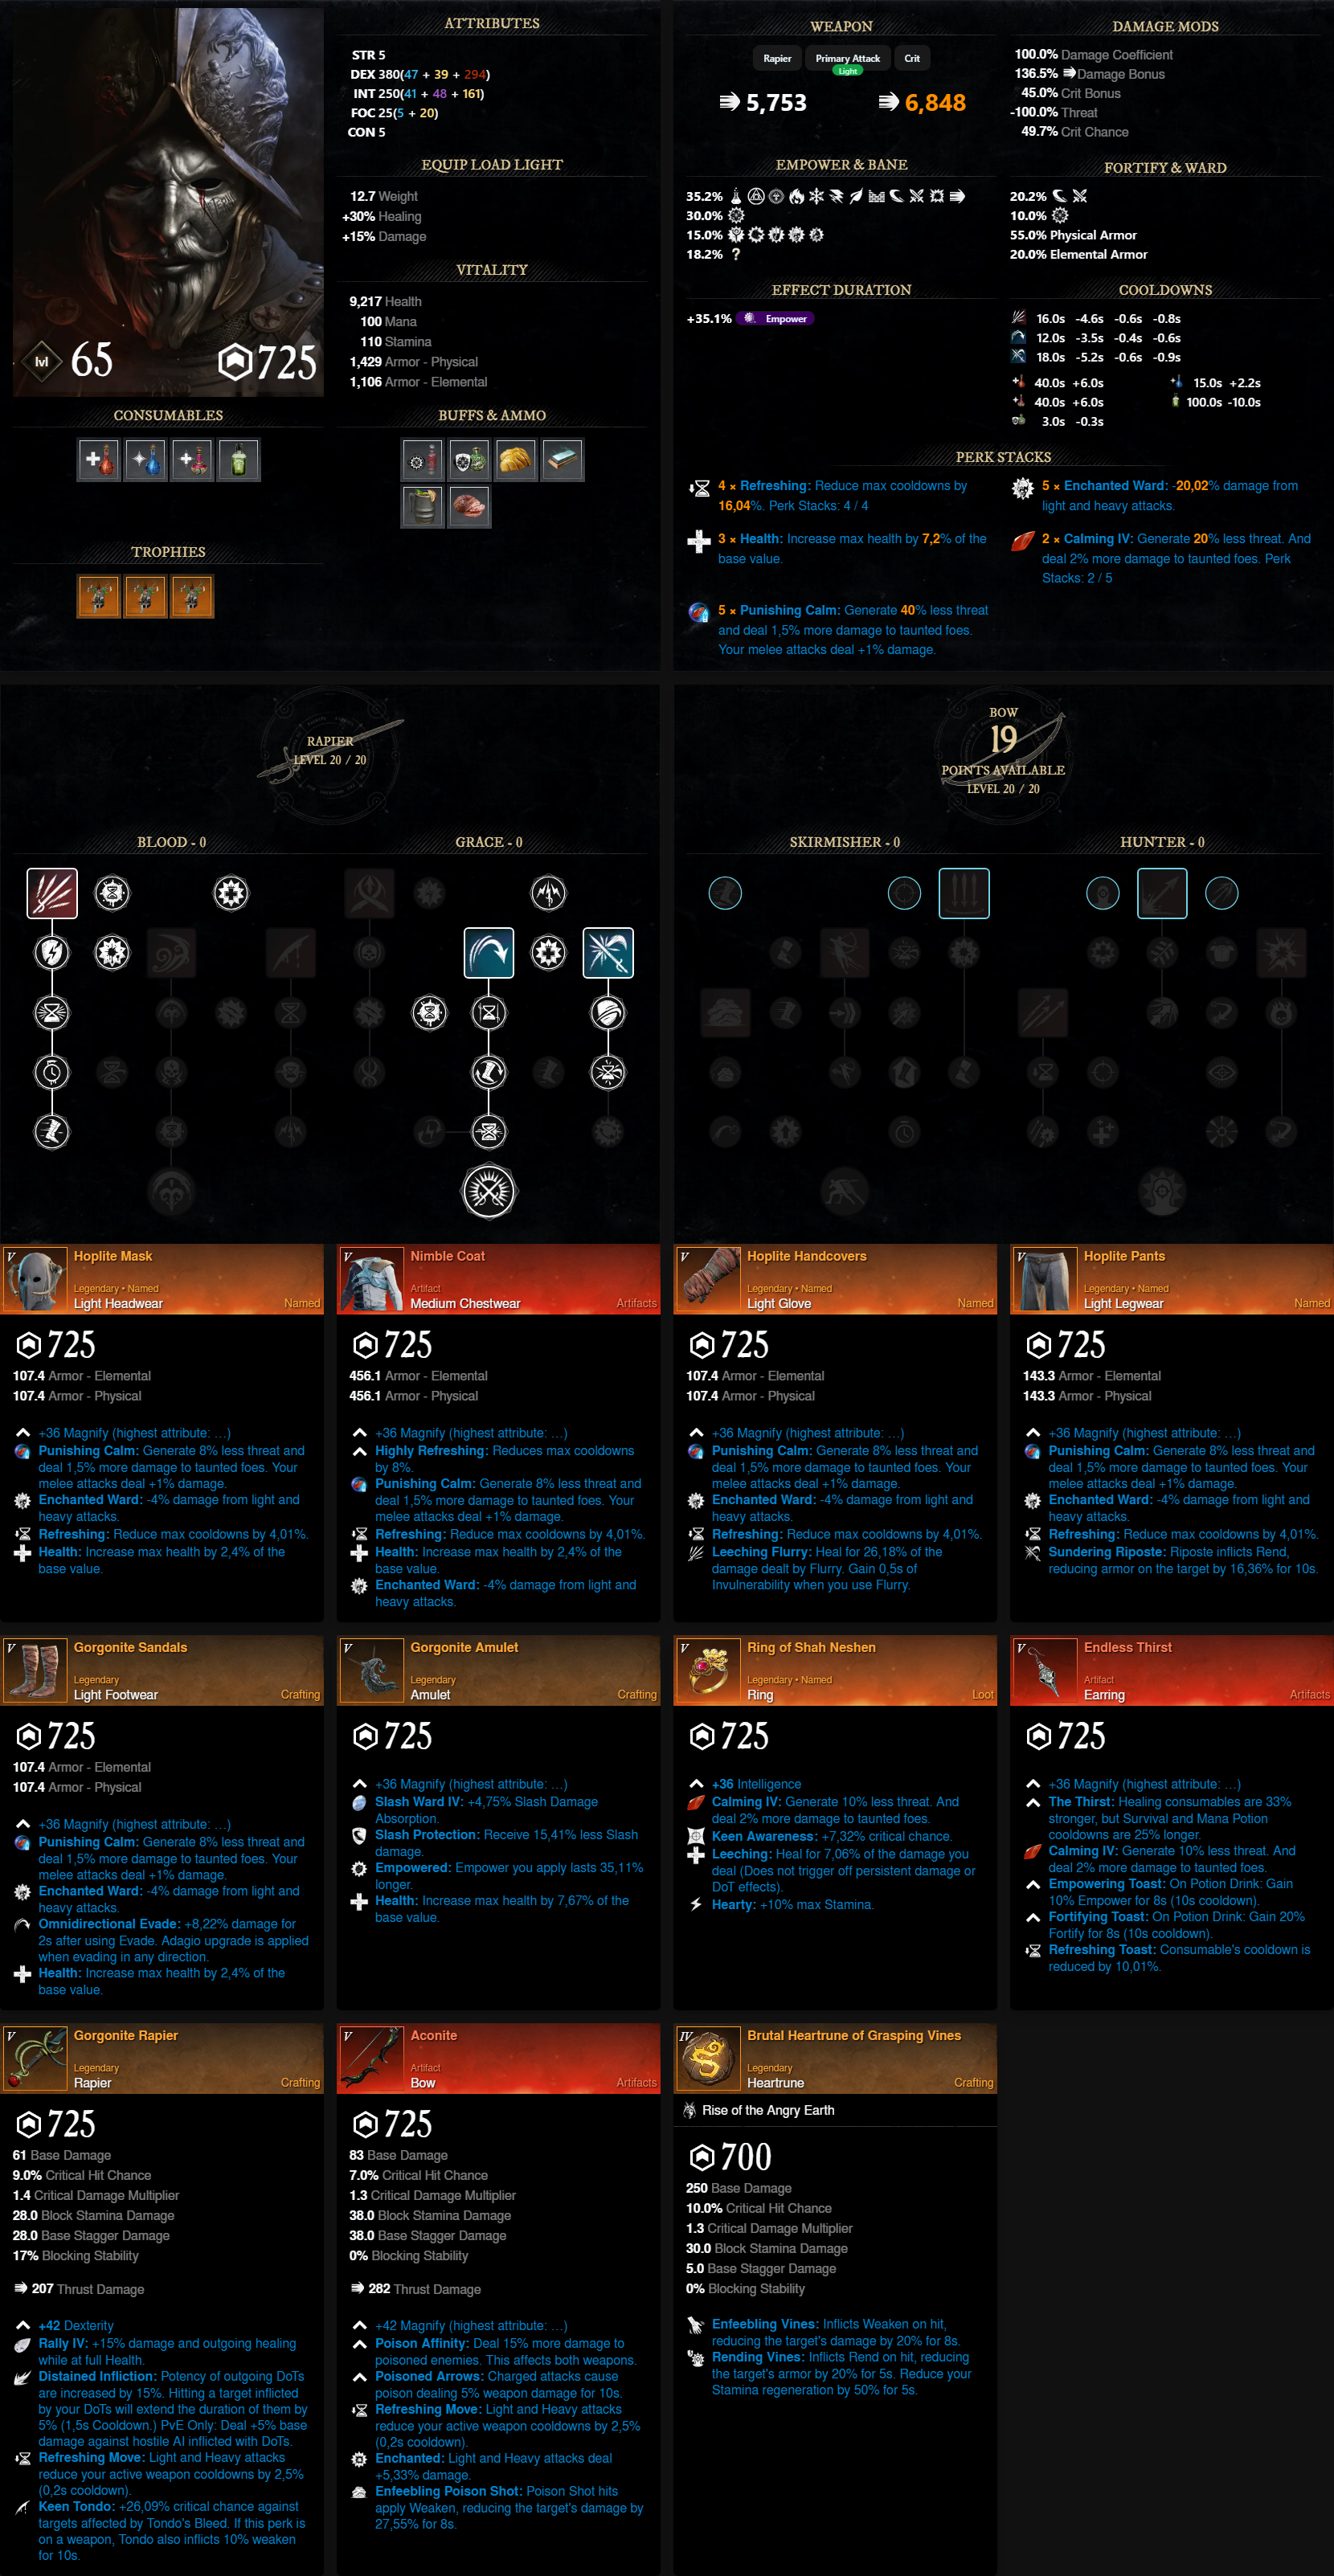 ATTRIBUTES
STR 5
DEX 380(47 + 39 + 294)
INT 250(41 + 48 + 161)
FOC 25(5 + 20)
CON 5
EQUIP LOAD LIGHT
12.7 Weight
+30% Healing
+15% Damage
VITALITY
9,217 Health
100 Mana
110 Stamina
1,429 Armor - Physical
1,106 Armor - Elemental
lvl 65
725
CONSUMABLES
BUFFS & AMMO
TROPHIES
WEAPON
Rapier
Primary Attack
Light
Crit
5,753
6,848
DAMAGE MODS
100.0% Damage Coefficient
136.5% Damage Bonus
45.0% Crit Bonus
-100.0% Threat
49.7% Crit Chance
EMPOWER & BANE
35.2%
30.0%
15.0%
18.2% ?
FORTIFY & WARD
20.2%
10.0%
55.0% Physical Armor
20.0% Elemental Armor
EFFECT DURATION
+35.1% Empower
COOLDOWNS
16.0s -4.6s -0.6s -0.8s
12.0s -3.5s -0.4s -0.6s
18.0s -5.2s -0.6s -0.9s
40.0s +6.0s
15.0s +2.2s
40.0s +6.0s
100.0s -10.0s
3.0s -0.3s
PERK STACKS
4 × Refreshing: Reduce max cooldowns by
16,04%. Perk Stacks: 4 / 4
5 × Enchanted Ward: -20,02% damage from
light and heavy attacks.
3 × Health: Increase max health by 7,2% of the
base value.
2 × Calming IV: Generate 20% less threat. And
deal 2% more damage to taunted foes. Perk
Stacks: 2 / 5
5 × Punishing Calm: Generate 40% less threat
and deal 1,5% more damage to taunted foes.
Your melee attacks deal +1% damage.
RAPIER
LEVEL 20 / 20
BLOOD - 0
GRACE - 0
BOW
19
POINTS AVAILABLE
LEVEL 20 / 20
SKIRMISHER - 0
HUNTER - 0
V
Hoplite Mask
Legendary • Named
Light Headwear
Named
725
107.4 Armor - Elemental
107.4 Armor - Physical
+36 Magnify (highest attribute: ...)
Punishing Calm: Generate 8% less threat and
deal 1,5% more damage to taunted foes. Your
melee attacks deal +1% damage.
Enchanted Ward: -4% damage from light and
heavy attacks.
Refreshing: Reduce max cooldowns by 4,01%.
Health: Increase max health by 2,4% of the
base value.
V
Nimble Coat
Artifact
Medium Chestwear
Artifacts
725
456.1 Armor - Elemental
456.1 Armor - Physical
+36 Magnify (highest attribute: ...)
Highly Refreshing: Reduces max cooldowns
by 8%.
Punishing Calm: Generate 8% less threat and
deal 1,5% more damage to taunted foes. Your
melee attacks deal +1% damage.
Refreshing: Reduce max cooldowns by 4,01%.
Health: Increase max health by 2,4% of the
base value.
Enchanted Ward: -4% damage from light and
heavy attacks.
V
Hoplite Handcovers
Legendary • Named
Light Glove
Named
725
107.4 Armor - Elemental
107.4 Armor - Physical
+36 Magnify (highest attribute: ...)
Punishing Calm: Generate 8% less threat and
deal 1,5% more damage to taunted foes. Your
melee attacks deal +1% damage.
Enchanted Ward: -4% damage from light and
heavy attacks.
Refreshing: Reduce max cooldowns by 4,01%.
Leeching Flurry: Heal for 26,18% of the
damage dealt by Flurry. Gain 0,5s of
Invulnerability when you use Flurry.
V
Hoplite Pants
Legendary • Named
Light Legwear
Named
725
143.3 Armor - Elemental
143.3 Armor - Physical
+36 Magnify (highest attribute: ...)
Punishing Calm: Generate 8% less threat and
deal 1,5% more damage to taunted foes. Your
melee attacks deal +1% damage.
Enchanted Ward: -4% damage from light and
heavy attacks.
Refreshing: Reduce max cooldowns by 4,01%.
Sundering Riposte: Riposte inflicts Rend,
reducing armor on the target by 16,36% for 10s.
V
Gorgonite Sandals
Legendary
Light Footwear
Crafting
725
107.4 Armor - Elemental
107.4 Armor - Physical
+36 Magnify (highest attribute: ...)
Punishing Calm: Generate 8% less threat and
deal 1,5% more damage to taunted foes. Your
melee attacks deal +1% damage.
Enchanted Ward: -4% damage from light and
heavy attacks.
Omnidirectional Evade: +8,22% damage for
2s after using Evade. Adagio upgrade is applied
when evading in any direction.
Health: Increase max health by 2,4% of the
base value.
V
Gorgonite Amulet
Legendary
Amulet
Crafting
725
+36 Magnify (highest attribute: ...)
Slash Ward IV: +4,75% Slash Damage
Absorption.
Slash Protection: Receive 15,41% less Slash
damage.
Empowered: Empower you apply lasts 35,11%
longer.
Health: Increase max health by 7,67% of the
base value.
V
Ring of Shah Neshen
Legendary • Named
Ring
Loot
725
+36 Intelligence
Calming IV: Generate 10% less threat. And
deal 2% more damage to taunted foes.
Keen Awareness: +7,32% critical chance.
Leeching: Heal for 7,06% of the damage you
deal (Does not trigger off persistent damage or
DoT effects).
Hearty: +10% max Stamina.
V
Endless Thirst
Artifact
Earring
Artifacts
725
+36 Magnify (highest attribute: ...)
The Thirst: Healing consumables are 33%
stronger, but Survival and Mana Potion
cooldowns are 25% longer.
Calming IV: Generate 10% less threat. And
deal 2% more damage to taunted foes.
Empowering Toast: On Potion Drink: Gain
10% Empower for 8s (10s cooldown).
Fortifying Toast: On Potion Drink: Gain 20%
Fortify for 8s (10s cooldown).
Refreshing Toast: Consumable's cooldown is
reduced by 10,01%.
V
Gorgonite Rapier
Legendary
Rapier
Crafting
725
61 Base Damage
9.0% Critical Hit Chance
1.4 Critical Damage Multiplier
28.0 Block Stamina Damage
28.0 Base Stagger Damage
17% Blocking Stability
207 Thrust Damage
+42 Dexterity
Rally IV: +15% damage and outgoing healing
while at full Health.
Distained Infliction: Potency of outgoing DoTs
are increased by 15%. Hitting a target inflicted
by your DoTs will extend the duration of them by
5% (1,5s Cooldown.) PvE Only: Deal +5% base
damage against hostile AI inflicted with DoTs.
Refreshing Move: Light and Heavy attacks
reduce your active weapon cooldowns by 2,5%
(0,2s cooldown).
Keen Tondo: +26,09% critical chance against
targets affected by Tondo's Bleed. If this perk is
on a weapon, Tondo also inflicts 10% weaken
for 10s.
V
Aconite
Artifact
Bow
Artifacts
725
83 Base Damage
7.0% Critical Hit Chance
1.3 Critical Damage Multiplier
38.0 Block Stamina Damage
38.0 Base Stagger Damage
0% Blocking Stability
282 Thrust Damage
+42 Magnify (highest attribute: ...)
Poison Affinity: Deal 15% more damage to
poisoned enemies. This affects both weapons.
Poisoned Arrows: Charged attacks cause
poison dealing 5% weapon damage for 10s.
Refreshing Move: Light and Heavy attacks
reduce your active weapon cooldowns by 2,5%
(0,2s cooldown).
Enchanted: Light and Heavy attacks deal
+5,33% damage.
Enfeebling Poison Shot: Poison Shot hits
apply Weaken, reducing the target's damage by
27,55% for 8s.
IV
Brutal Heartrune of Grasping Vines
Legendary
Heartrune
Crafting
Rise of the Angry Earth
700
250 Base Damage
10.0% Critical Hit Chance
1.3 Critical Damage Multiplier
30.0 Block Stamina Damage
5.0 Base Stagger Damage
0% Blocking Stability
Enfeebling Vines: Inflicts Weaken on hit,
reducing the target's damage by 20% for 8s.
Rending Vines: Inflicts Rend on hit, reducing
the target's armor by 20% for 5s. Reduce your
Stamina regeneration by 50% for 5s.